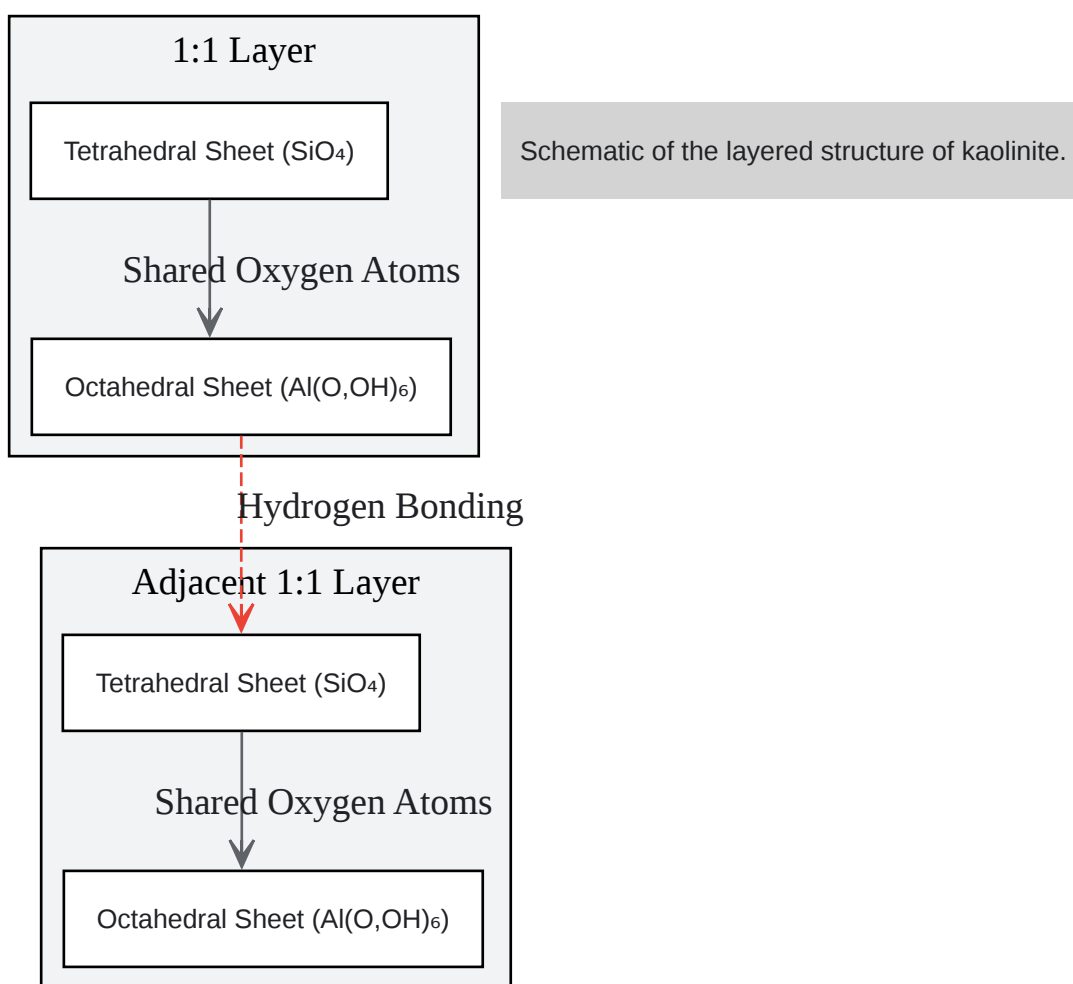 1:1 Layer
Tetrahedral Sheet (SiO₄)
Schematic of the layered structure of kaolinite.
Shared Oxygen Atoms
Octahedral Sheet (Al(O,OH)₆)
Hydrogen Bonding
Adjacent 1:1 Layer
Tetrahedral Sheet (SiO₄)
Shared Oxygen Atoms
Octahedral Sheet (Al(O,OH)₆)